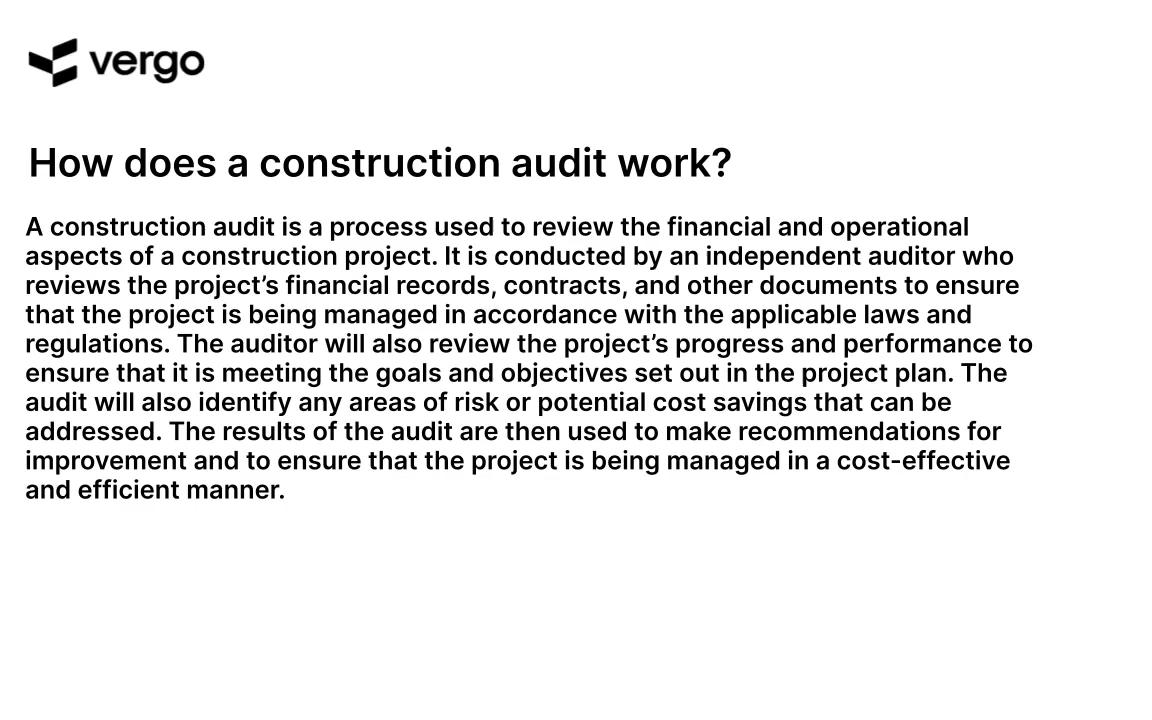 vergo
How does a construction audit work?
A construction audit is a process used to review the financial and operational
aspects of a construction project. It is conducted by an independent auditor who
reviews the project’s financial records, contracts, and other documents to ensure
that the project is being managed in accordance with the applicable laws and
regulations. The auditor will also review the project’s progress and performance to
ensure that it is meeting the goals and objectives set out in the project plan. The
audit will also identify any areas of risk or potential cost savings that can be
addressed. The results of the audit are then used to make recommendations for
improvement and to ensure that the project is being managed in a cost-effective
and efficient manner.